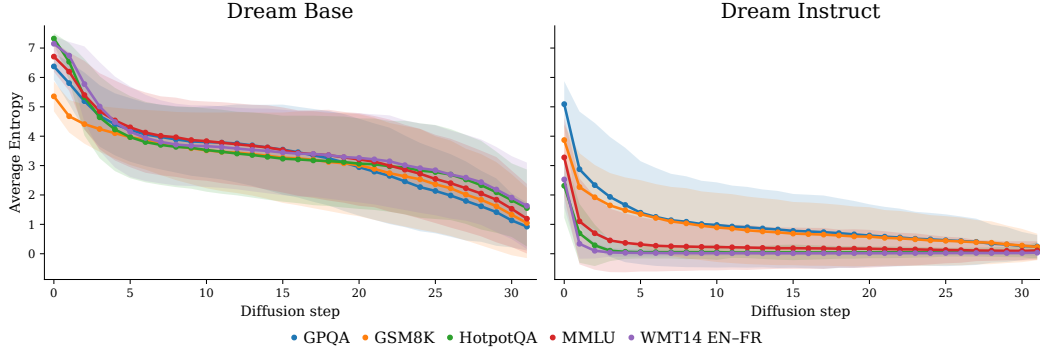 Dream Base
Dream Instruct
Average Entropy
7
6
5
4
3
2
1
0
0 5 10 15 20 25 30
0 5 10 15 20 25 30
Diffusion step
Diffusion step
GPQA GSM8K HotpotQA MMLU WMT14 EN–FR